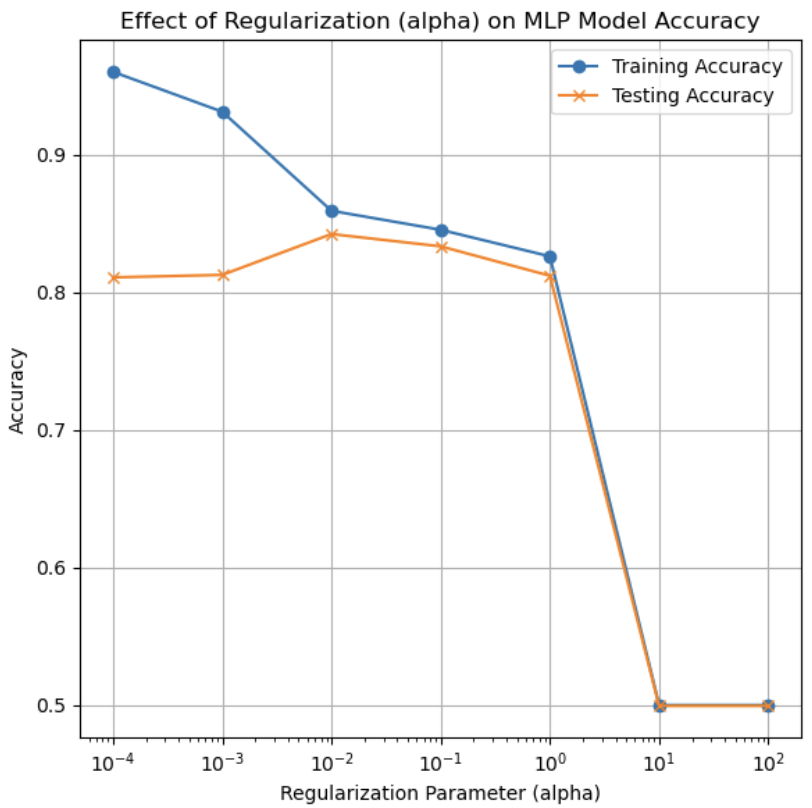 Effect of Regularization (alpha) on MLP Model Accuracy
Training Accuracy
Testing Accuracy
Accuracy
0.9
0.8
0.7
0.6
0.5
10⁻⁴ 10⁻³ 10⁻² 10⁻¹ 10⁰ 10¹ 10²
Regularization Parameter (alpha)